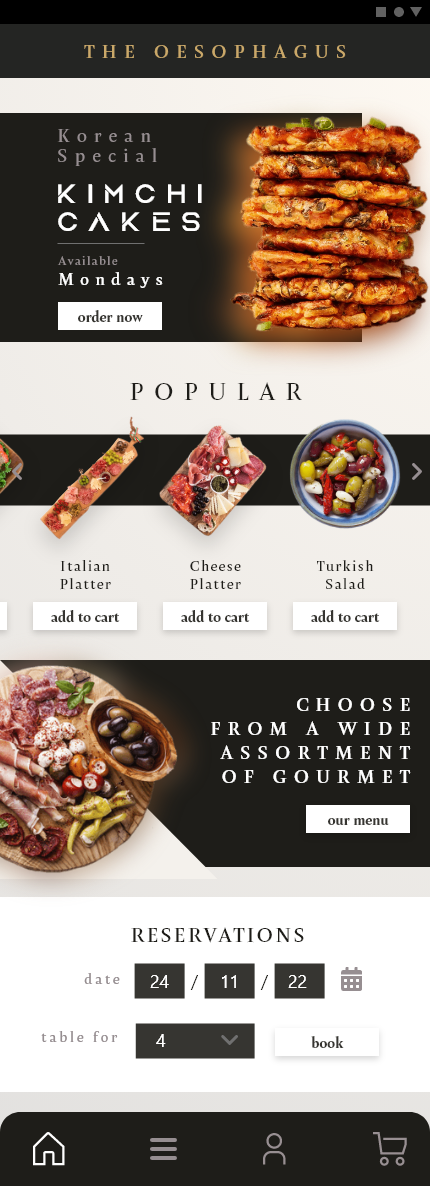 THE OESOPHAGUS
Korean
Special
KIMCHI
CAKES
Available
Mondays
order now
POPULAR
Italian
Platter
add to cart
Cheese
Platter
add to cart
Turkish
Salad
add to cart
CHOOSE
FROM A WIDE
ASSORTMENT
OF GOURMET
our menu
RESERVATIONS
date 24 / 11 / 22
table for 4 book